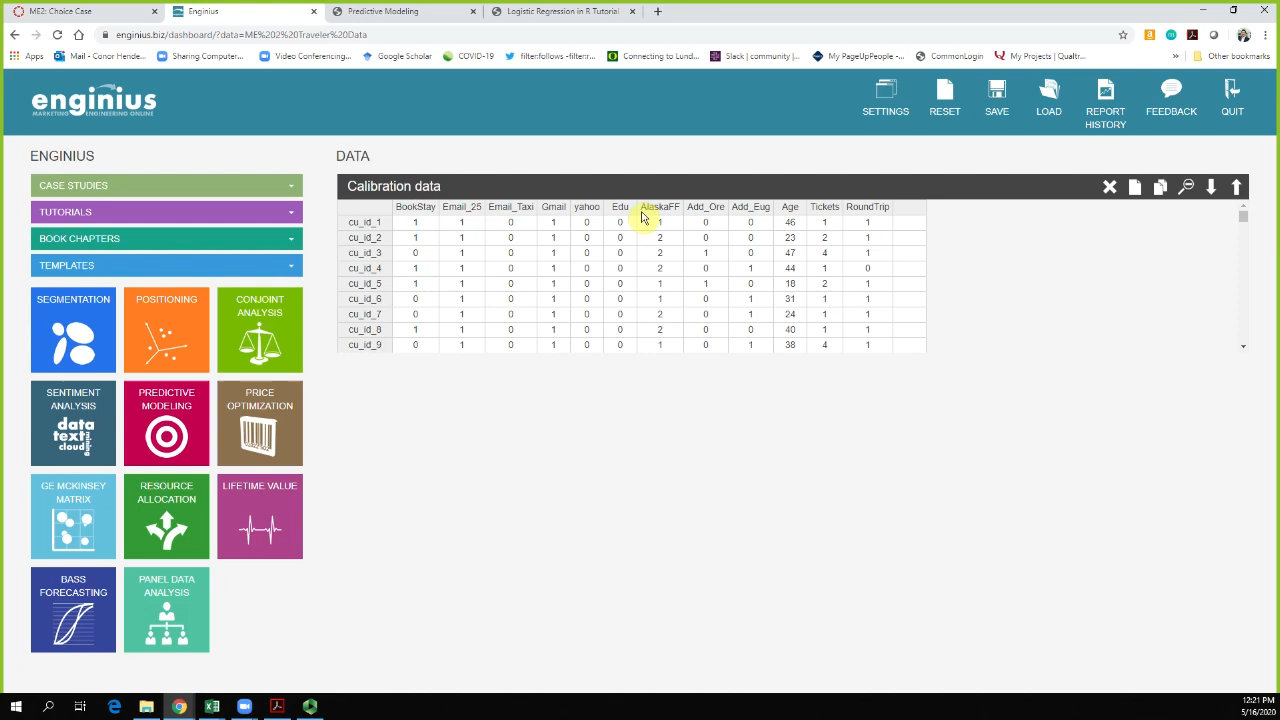 ME2: Choice Case
Enginius
Predictive Modeling
Logistic Regression in R Tutorial
enginius.biz/dashboard/?data=ME%202%20Traveler%20Data
Apps
Mail - Conor Hende...
Sharing Computer...
Video Conferencing...
Google Scholar
COVID-19
filter:follows -filter:r...
Connecting to Lund...
Slack | community |...
My PageUpPeople -...
CommonLogin
My Projects | Qualtr...
»
Other bookmarks
enginius
MARKETING ENGINEERING ONLINE
SETTINGS
RESET
SAVE
LOAD
REPORT
HISTORY
FEEDBACK
QUIT
ENGINIUS
CASE STUDIES
TUTORIALS
BOOK CHAPTERS
TEMPLATES
SEGMENTATION
POSITIONING
CONJOINT
ANALYSIS
SENTIMENT
ANALYSIS
data
text mining
cloud
PREDICTIVE
MODELING
PRICE
OPTIMIZATION
GE MCKINSEY
MATRIX
RESOURCE
ALLOCATION
LIFETIME VALUE
BASS
FORECASTING
PANEL DATA
ANALYSIS
DATA
Calibration data
BookStay Email_25 Email_Taxi Gmail yahoo Edu AlaskaFF Add_Ore Add_Eug Age Tickets RoundTrip
cu_id_1 1 1 0 1 0 0 1 0 0 46 1 1
cu_id_2 1 1 0 1 0 0 2 0 0 23 2 1
cu_id_3 0 1 0 1 0 0 2 1 0 47 4 1
cu_id_4 1 1 0 1 0 0 2 0 1 44 1 0
cu_id_5 1 1 0 1 0 0 1 1 0 18 2 1
cu_id_6 0 1 0 1 0 0 1 0 1 31 1 1
cu_id_7 0 1 0 1 0 0 2 0 1 24 1 1
cu_id_8 1 1 0 1 0 0 2 0 0 40 1 1
cu_id_9 0 1 0 1 0 0 1 0 1 38 4 1
12:21 PM
5/16/2020